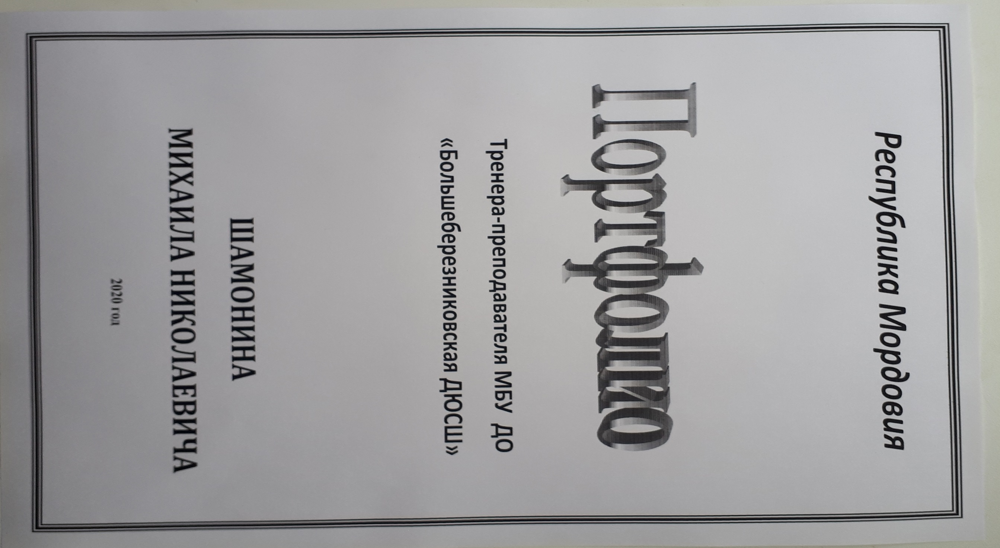 Республика Мордовия
Портфолио
Тренера-преподавателя МБУ ДО
«Большеберезниковская ДЮСШ»
ШАМОНИНА
МИХАИЛА НИКОЛАЕВИЧА
2020 год